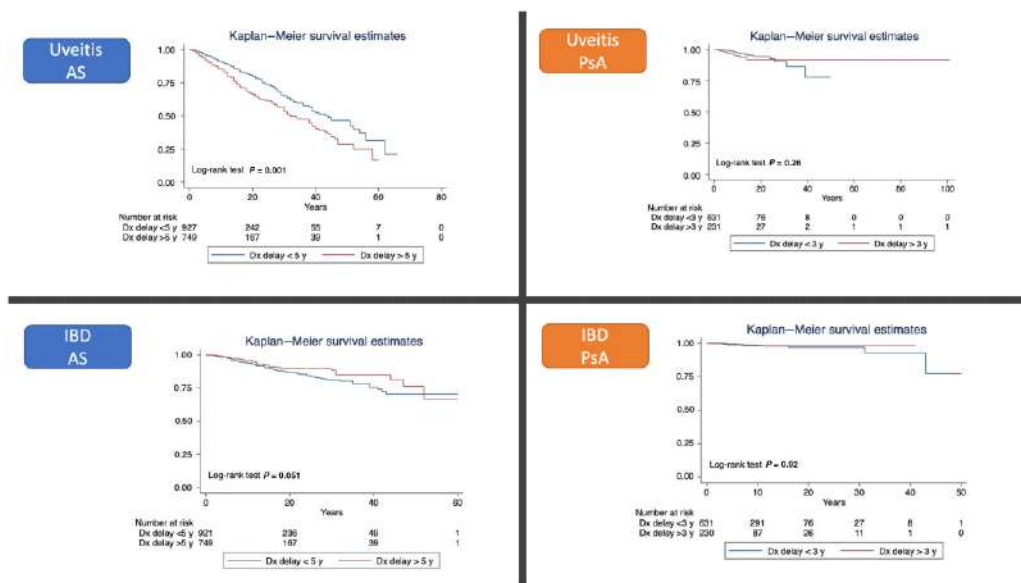 Uveitis
AS
Kaplan–Meier survival estimates
1.00
0.75
0.50
0.25
0.00
Log-rank test P = 0.001
0 20 40 60 80
Years
Number at risk
Dx delay <5 y 927 242 55 7 0
Dx delay >5 y 749 167 39 1 0
Dx delay < 5 y Dx delay > 5 y
Uveitis
PsA
Kaplan–Meier survival estimates
1.00
0.75
0.50
0.25
0.00
Log-rank test P = 0.26
0 20 40 60 80 100
Years
Number at risk
Dx delay <3 y 631 76 8 0 0 0
Dx delay >3 y 231 27 2 1 1 1
Dx delay < 3 y Dx delay > 3 y
IBD
AS
Kaplan–Meier survival estimates
1.00
0.75
0.50
0.25
0.00
Log-rank test P = 0.051
0 20 40 60
Years
Number at risk
Dx delay <5 y 921 236 49 1
Dx delay >5 y 749 167 39 1
Dx delay < 5 y Dx delay > 5 y
IBD
PsA
Kaplan–Meier survival estimates
1.00
0.75
0.50
0.25
0.00
Log-rank test P = 0.92
0 10 20 30 40 50
Years
Number at risk
Dx delay <3 y 631 291 76 27 8 1
Dx delay >3 y 230 87 26 11 1 0
Dx delay < 3 y Dx delay > 3 y